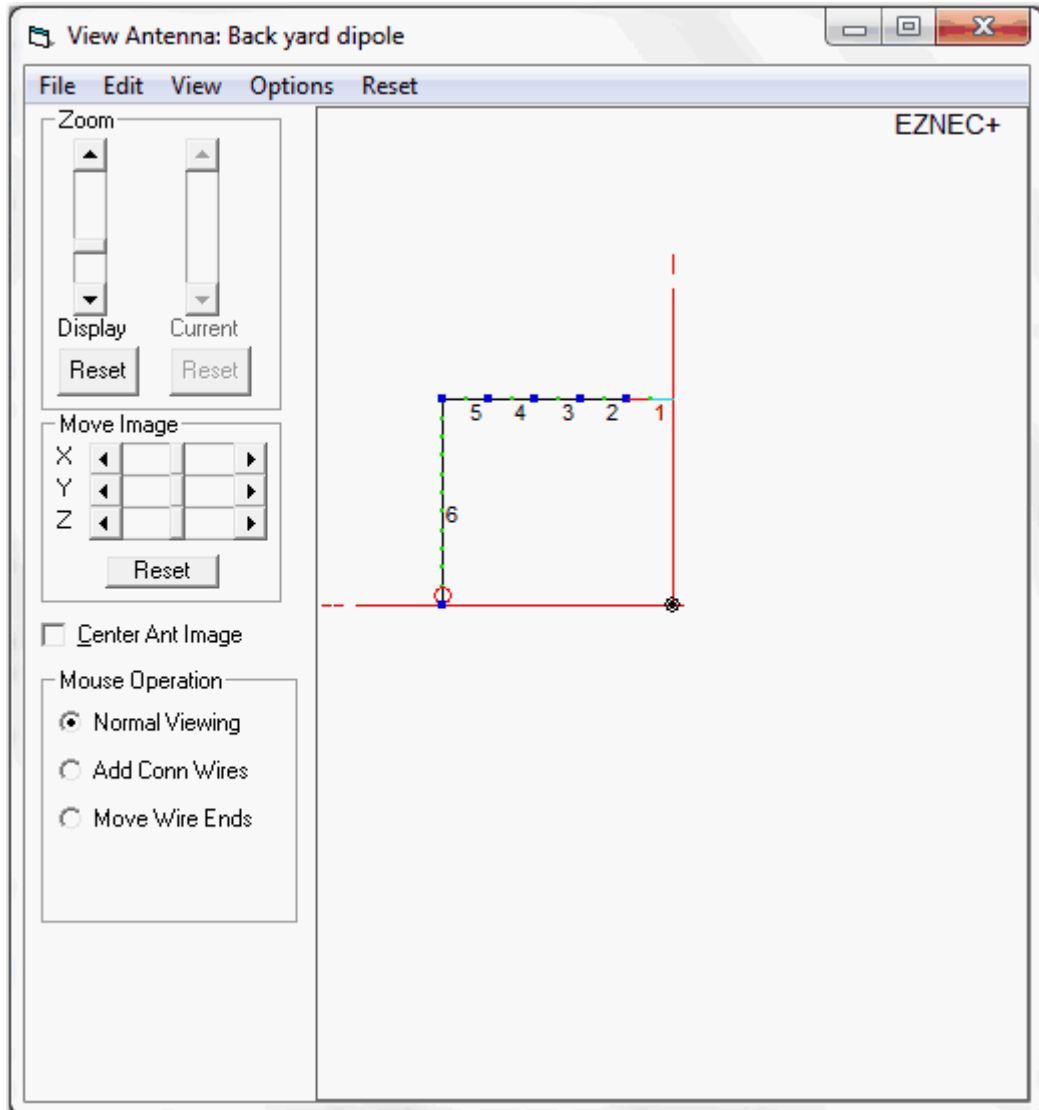 View Antenna: Back yard dipole
File Edit View Options Reset
Zoom
Display Current
Reset Reset
Move Image
X
Y
Z
Reset
Center Ant Image
Mouse Operation
Normal Viewing
Add Conn Wires
Move Wire Ends
EZNEC+
5 4 3 2 1
6